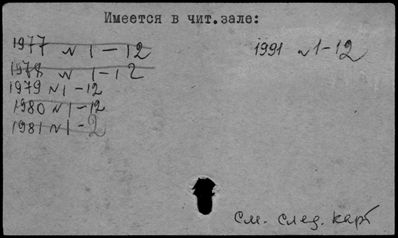 Имеется в чит.зале:
1977 N 1-12
1991 N 1-12
1978 N 1-12
1979 N 1-12
1980 N 1-12
1981 N 1-2
см. след. карт